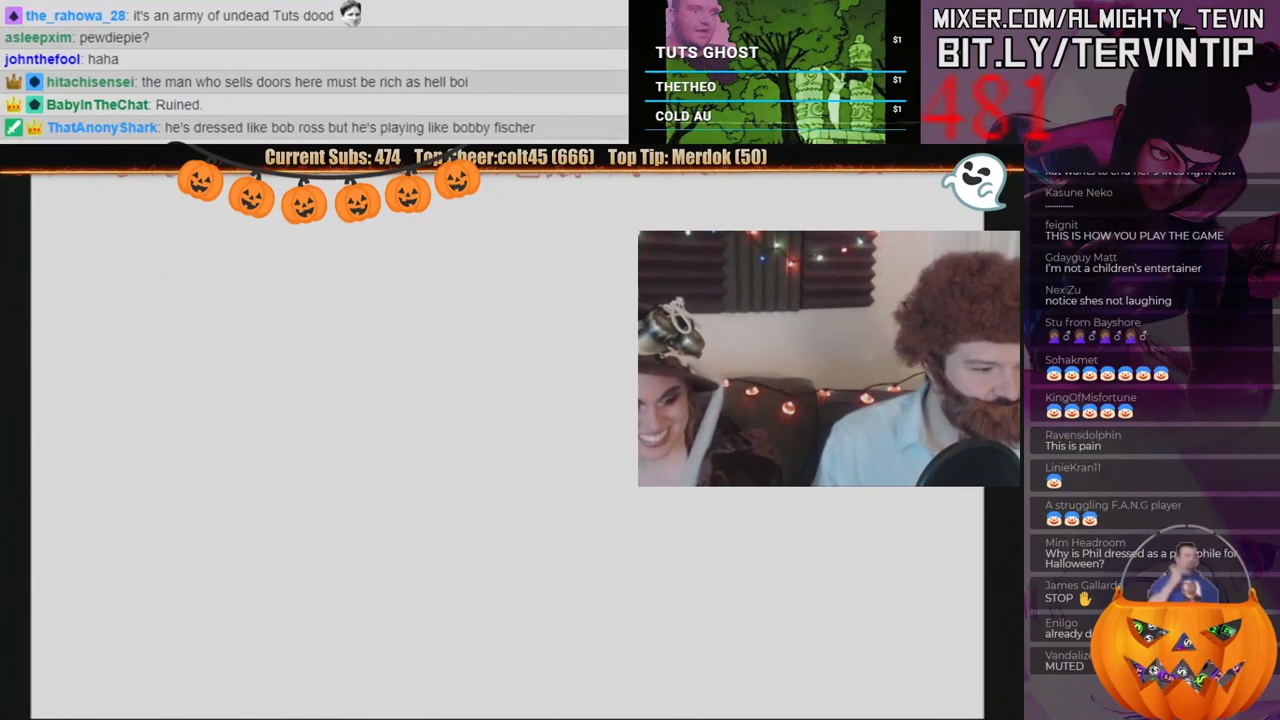 the_rahowa_28: it's an army of undead Tuts dood
asleepxim: pewdiepie?
johnthefool: haha
hitachisensei: the man who sells doors here must be rich as hell boi
BabyInTheChat: Ruined.
ThatAnonyShark: he's dressed like bob ross but he's playing like bobby fischer
TUTS GHOST $1
THETHEO $1
COLD AU $1
MIXER.COM/ALMIGHTY_TEVIN
BIT.LY/TERVINTIP
481
Current Subs: 474 Top Cheer:colt45 (666) Top Tip: Merdok (50)
Kasune Neko
.............
feignit
THIS IS HOW YOU PLAY THE GAME
Gdayguy Matt
I'm not a children's entertainer
Nex Zu
notice shes not laughing
Stu from Bayshore
Sohakmet
KingOfMisfortune
Ravensdolphin
This is pain
LinieKran11
A struggling F.A.N.G player
Mim Headroom
Why is Phil dressed as a for
Halloween?
James Gallard
STOP
Enilgo
already
Vandalize
MUTED